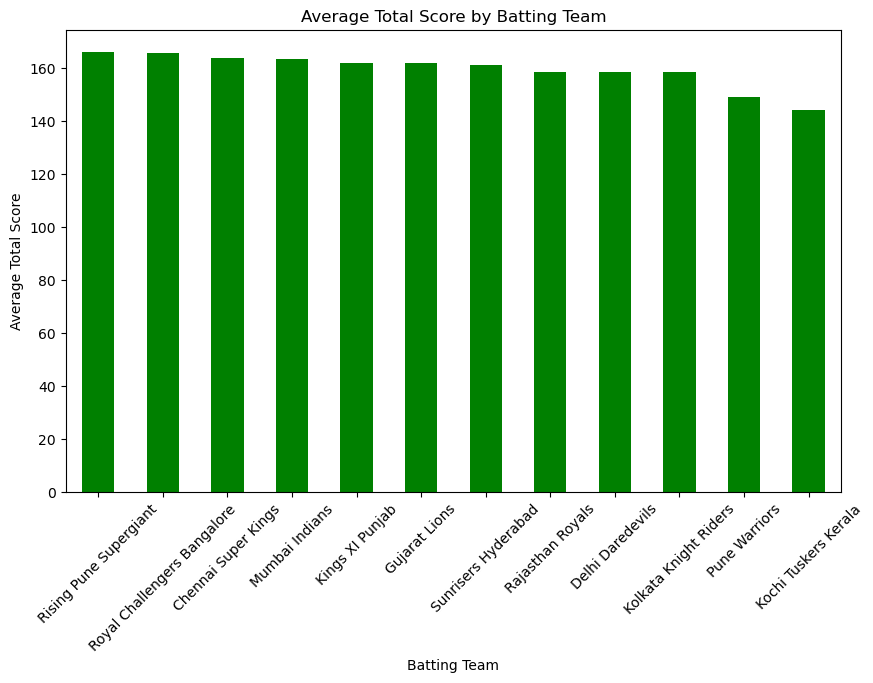 Average Total Score by Batting Team
Average Total Score
160
140
120
100
80
60
40
20
0
Rising Pune Supergiant
Royal Challengers Bangalore
Chennai Super Kings
Mumbai Indians
Kings XI Punjab
Gujarat Lions
Sunrisers Hyderabad
Rajasthan Royals
Delhi Daredevils
Kolkata Knight Riders
Pune Warriors
Kochi Tuskers Kerala
Batting Team